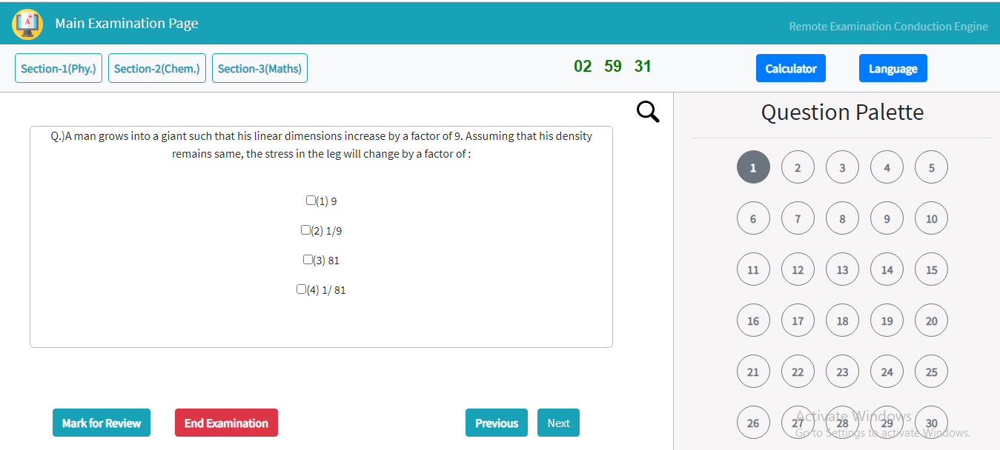 Main Examination Page
Remote Examination Conduction Engine
Section-1(Phy.) Section-2(Chem.) Section-3(Maths)
02 59 31
Calculator Language
Question Palette
Q.)A man grows into a giant such that his linear dimensions increase by a factor of 9. Assuming that his density
remains same, the stress in the leg will change by a factor of :
(1) 9
(2) 1/9
(3) 81
(4) 1/ 81
1 2 3 4 5
6 7 8 9 10
11 12 13 14 15
16 17 18 19 20
21 22 23 24 25
26 27 28 29 30
Mark for Review End Examination Previous Next
Activate Windows
Go to Settings to activate Windows.